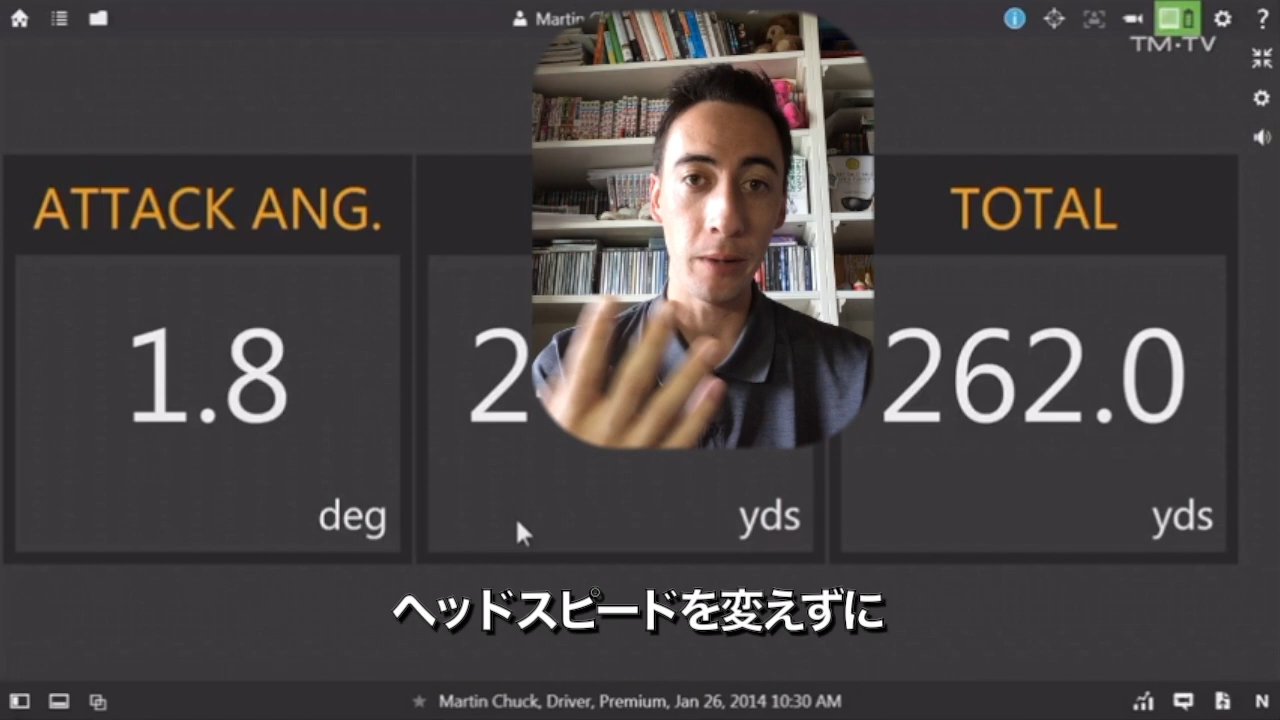 Martin
TM·TV
ATTACK ANG.
TOTAL
1.8
2
262.0
deg
yds
yds
ヘッドスピードを変えずに
Martin Chuck, Driver, Premium, Jan 26, 2014 10:30 AM
N